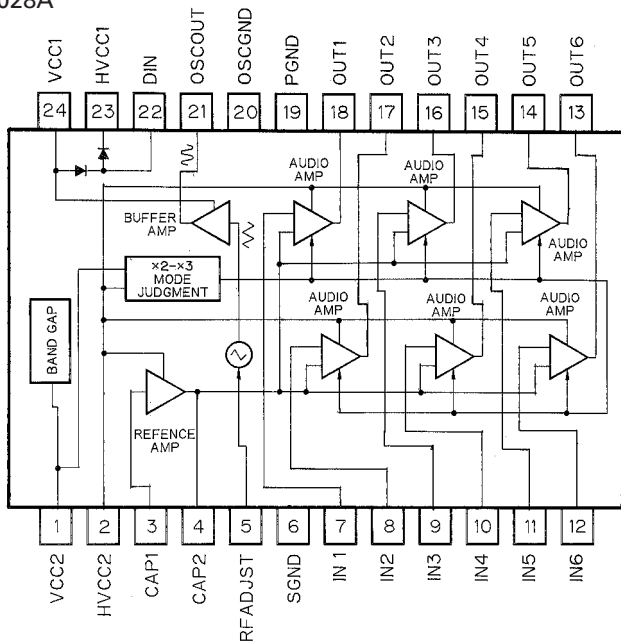 028A
VCC1
HVCC1
DIN
OSCOUT
OSCGND
PGND
OUT1
OUT2
OUT3
OUT4
OUT5
OUT6
24
23
22
21
20
19
18
17
16
15
14
13
AUDIO
AMP
AUDIO
AMP
BUFFER
AMP
AUDIO
AMP
×2-×3
MODE
JUDGMENT
BAND GAP
AUDIO
AMP
AUDIO
AMP
AUDIO
AMP
REFENCE
AMP
1
2
3
4
5
6
7
8
9
10
11
12
VCC2
HVCC2
CAP1
CAP2
RFADJST
SGND
IN1
IN2
IN3
IN4
IN5
IN6